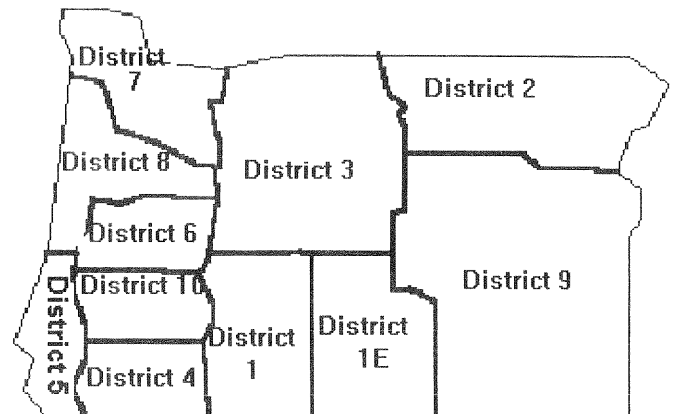 District
7
District 2
District 8
District 3
District 6
District 9
District 10
District 5
District
1
District
1E
District 4